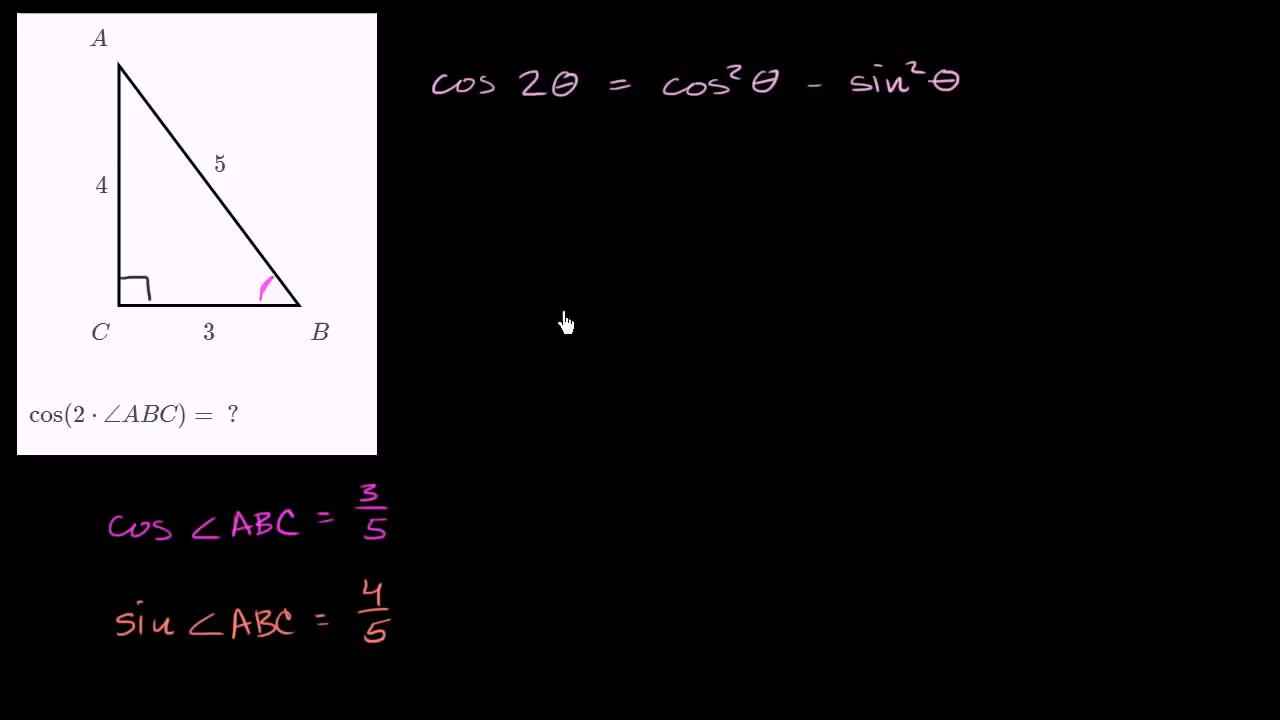 A
5
4
C 3 B
cos(2 · ∠ABC) = ?
cos 2θ = cos²θ - sin²θ
cos ∠ABC = 3/5
sin ∠ABC = 4/5